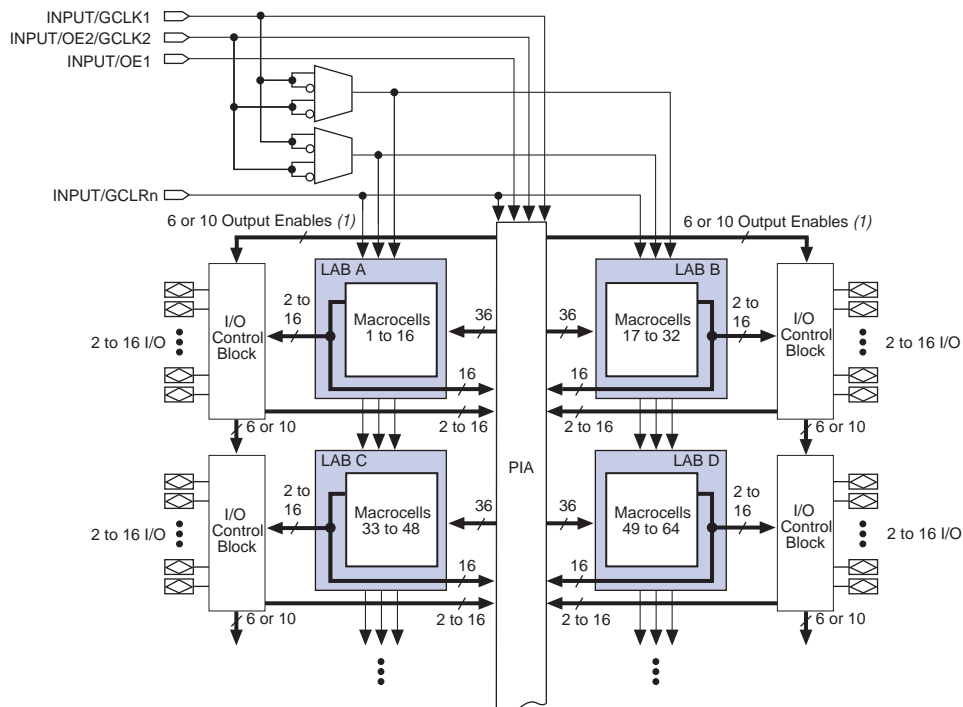 INPUT/GCLK1
INPUT/OE2/GCLK2
INPUT/OE1
INPUT/GCLRn
6 or 10 Output Enables (1)
6 or 10 Output Enables (1)
LAB A
LAB B
2 to
16
Macrocells
1 to 16
36
36
Macrocells
17 to 32
2 to
16
I/O
Control
Block
I/O
Control
Block
2 to 16 I/O
2 to 16 I/O
16
16
2 to 16
2 to 16
6 or 10
6 or 10
PIA
LAB C
LAB D
2 to
16
Macrocells
33 to 48
36
36
Macrocells
49 to 64
2 to
16
I/O
Control
Block
I/O
Control
Block
2 to 16 I/O
2 to 16 I/O
16
16
2 to 16
2 to 16
6 or 10
6 or 10